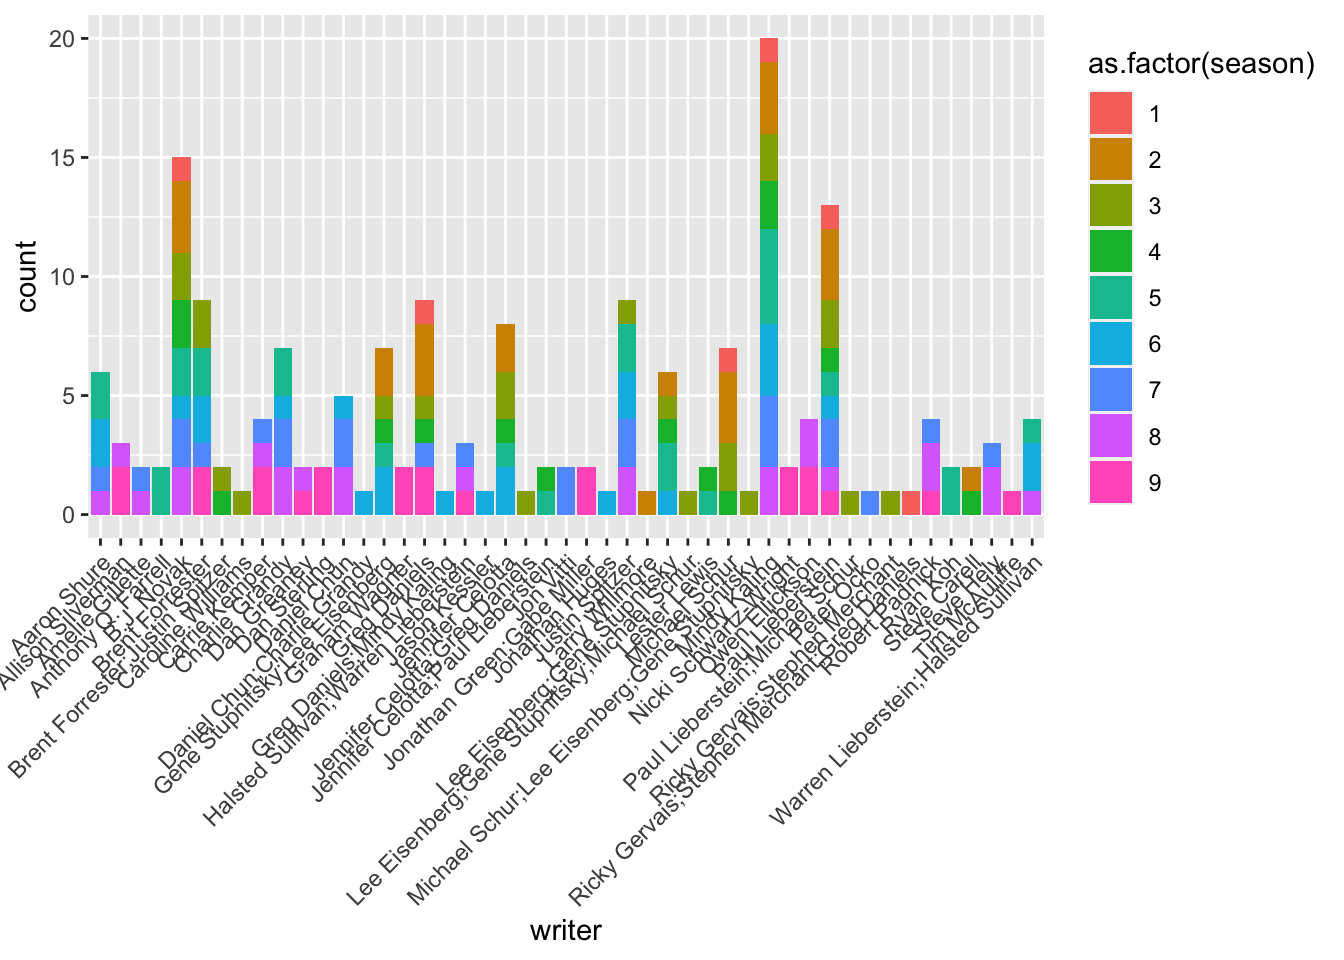 20
15
10
5
0
count
Aaron Shure
Allison Silverman
Amelie Gillette
Anthony Q. Farrell
B.J. Novak
Brent Forrester
Brent Forrester;Justin Spitzer
Caroline Williams
Carrie Kemper
Charlie Grandy
Dan Greaney
Dan Sterling
Daniel Chun
Daniel Chun;Charlie Grandy
Gene Stupnitsky;Lee Eisenberg
Graham Wagner
Greg Daniels
Greg Daniels;Mindy Kaling
Halsted Sullivan;Warren Lieberstein
Jason Kessler
Jennifer Celotta
Jennifer Celotta;Greg Daniels
Jennifer Celotta;Paul Lieberstein
Jon Vitti
Jonathan Green;Gabe Miller
Jonathan Huges
Justin Spitzer
Larry Wilmore
Lee Eisenberg;Gene Stupnitsky
Lee Eisenberg;Gene Stupnitsky;Michael Schur
Lester Lewis
Michael Schur
Michael Schur;Lee Eisenberg;Gene Stupnitsky
Mindy Kaling
Nicki Schwartz-Wright
Owen Ellickson
Paul Lieberstein
Paul Lieberstein;Michael Schur
Peter Ocko
Ricky Gervais;Stephen Merchant
Ricky Gervais;Stephen Merchant;Greg Daniels
Robert Padnick
Ryan Koh
Steve Carell
Steve Hely
Tim McAuliffe
Warren Lieberstein;Halsted Sullivan
writer
as.factor(season)
1
2
3
4
5
6
7
8
9